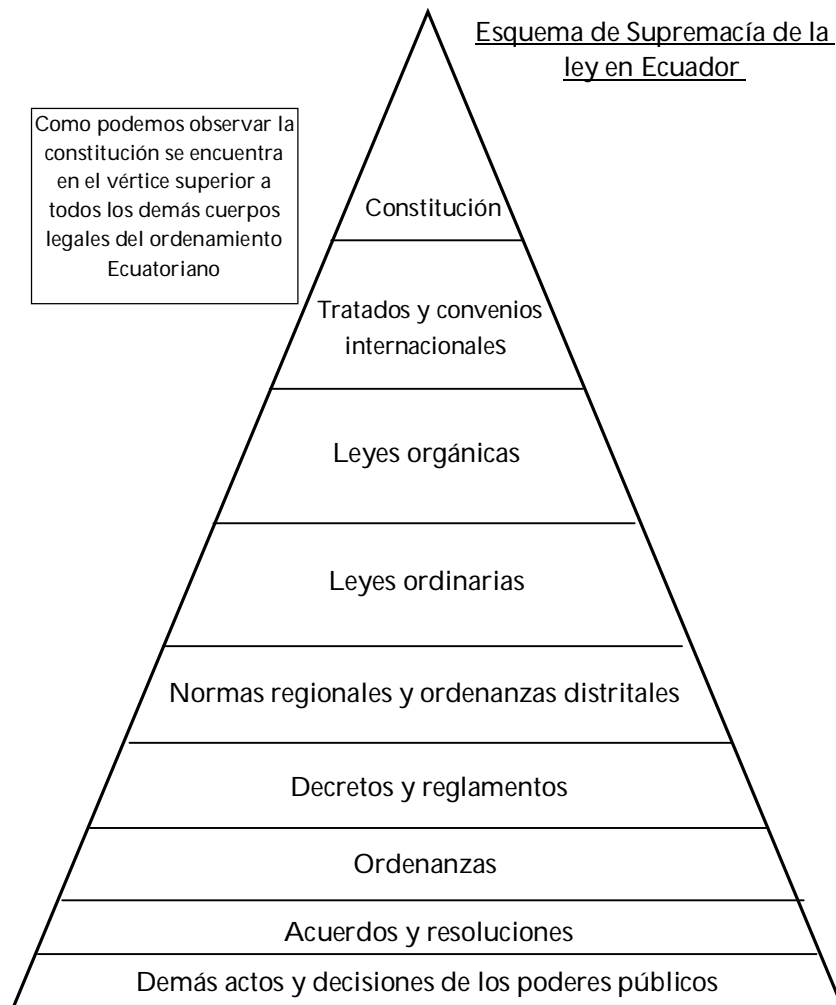 Esquema de Supremacía de la
ley en Ecuador
Como podemos observar la
constitución se encuentra
en el vértice superior a
todos los demás cuerpos
legales del ordenamiento
Ecuatoriano
Constitución
Tratados y convenios
internacionales
Leyes orgánicas
Leyes ordinarias
Normas regionales y ordenanzas distritales
Decretos y reglamentos
Ordenanzas
Acuerdos y resoluciones
Demás actos y decisiones de los poderes públicos